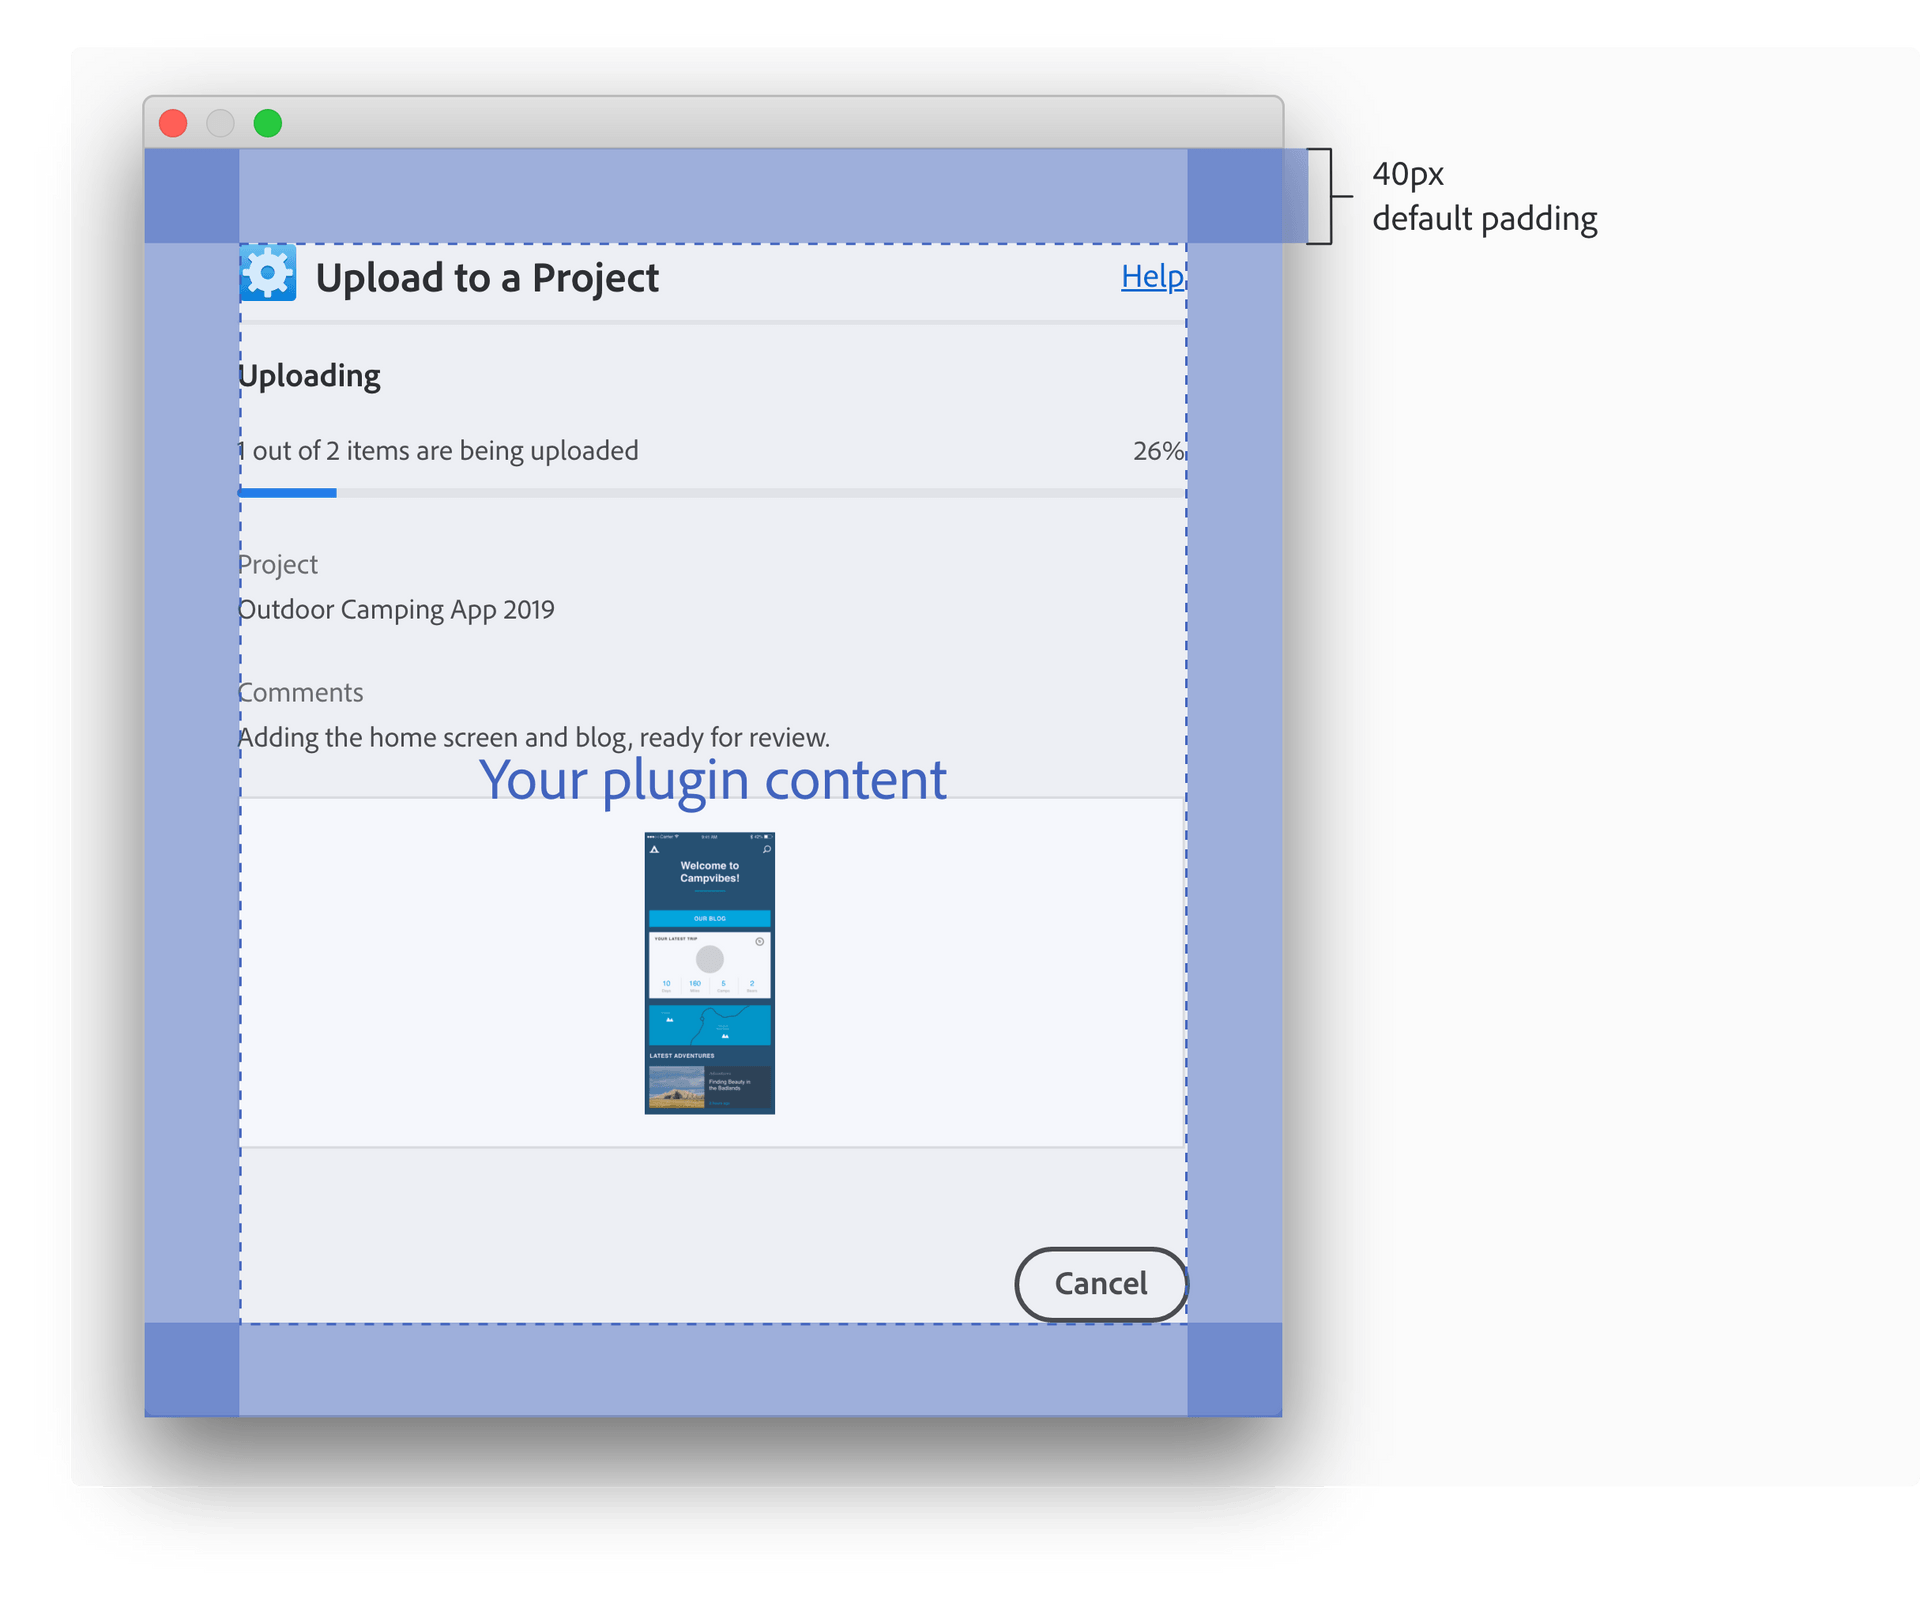 40px
default padding
Upload to a Project
Help
Uploading
1 out of 2 items are being uploaded
26%
Project
Outdoor Camping App 2019
Comments
Adding the home screen and blog, ready for review.
Your plugin content
Welcome to
Campvibes!
OUR BLOG
YOUR LATEST TRIP
10
160
5
2
LATEST ADVENTURES
Finding Beauty in
the Badlands
Cancel